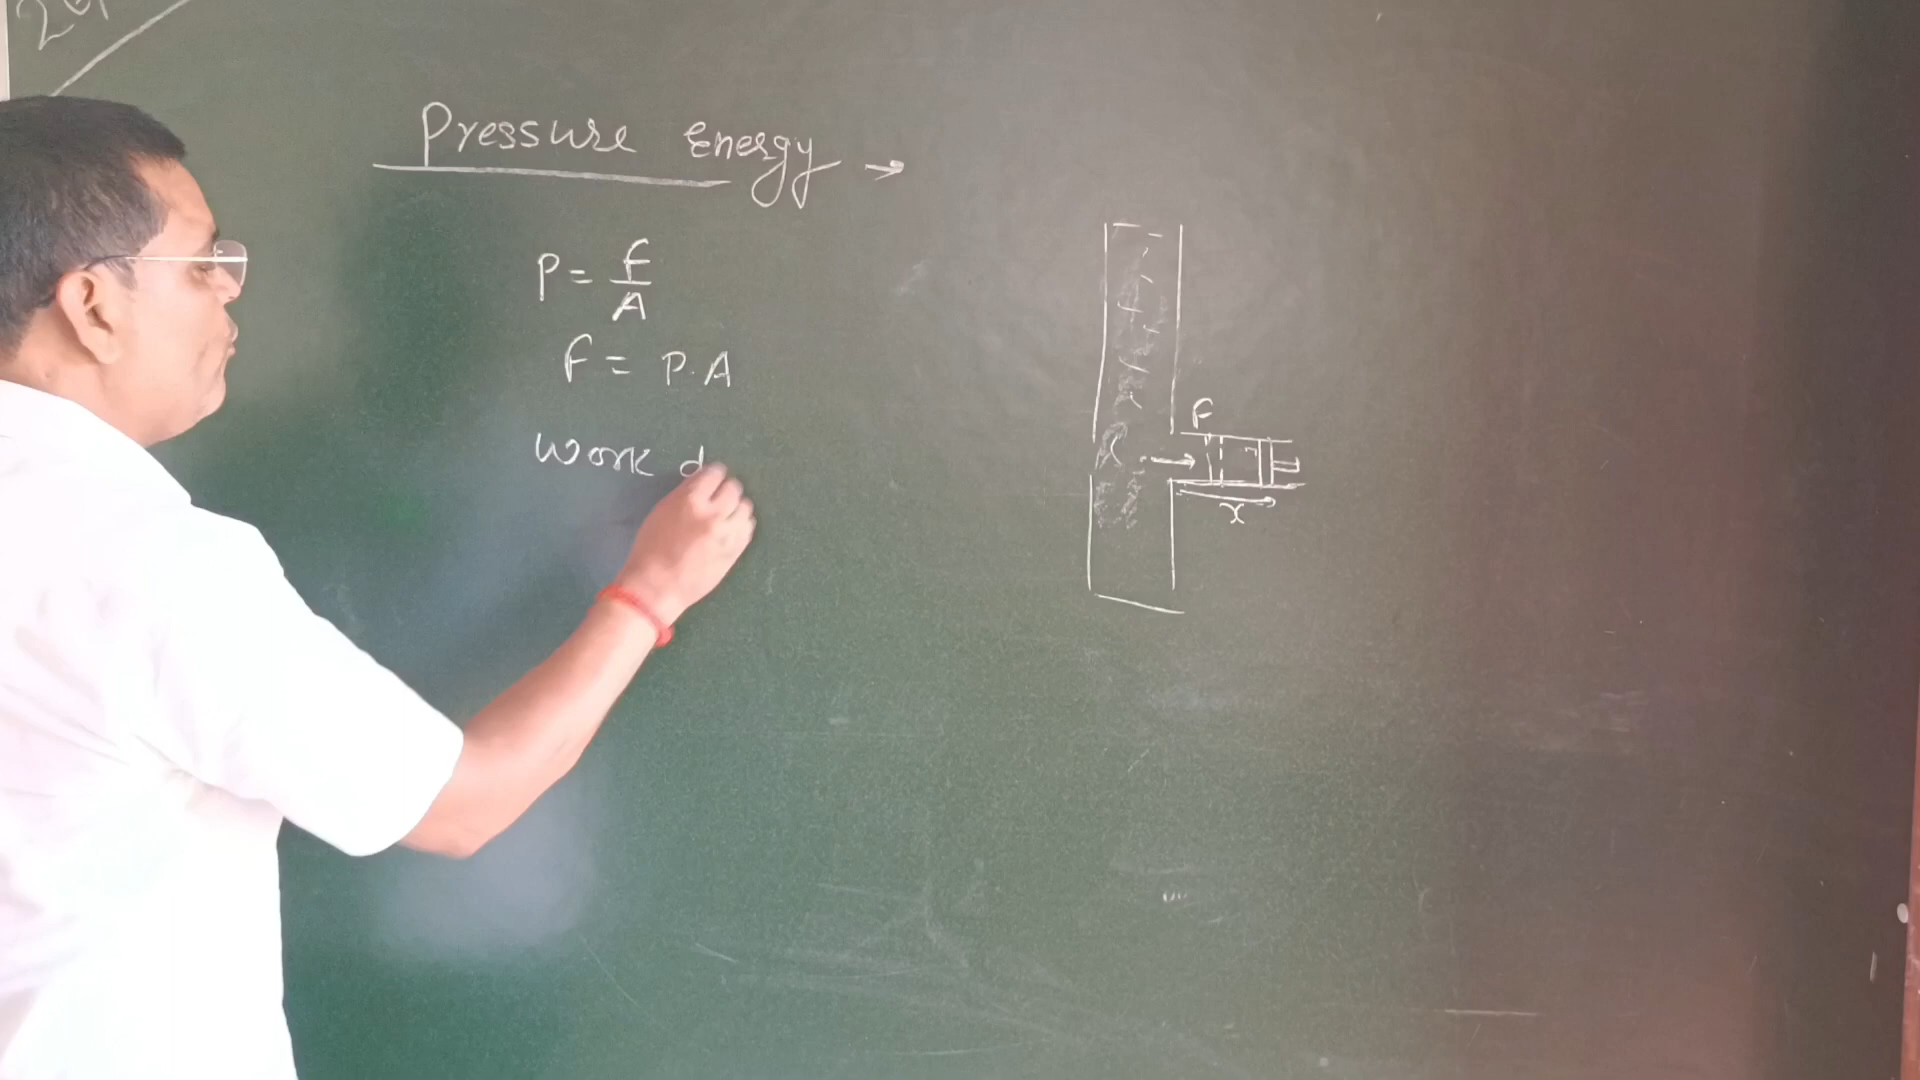 Pressure Energy →
P = F/A
F = P.A
Work d
F
x